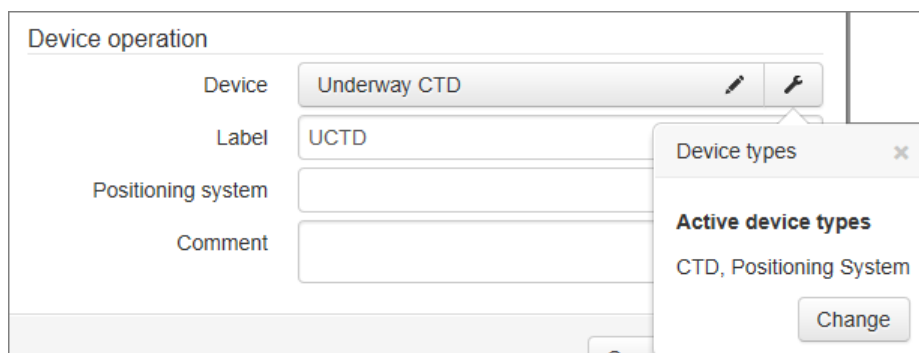 Device operation
Device Underway CTD
Label UCTD
Positioning system
Comment
Device types ×
Active device types
CTD, Positioning System
Change